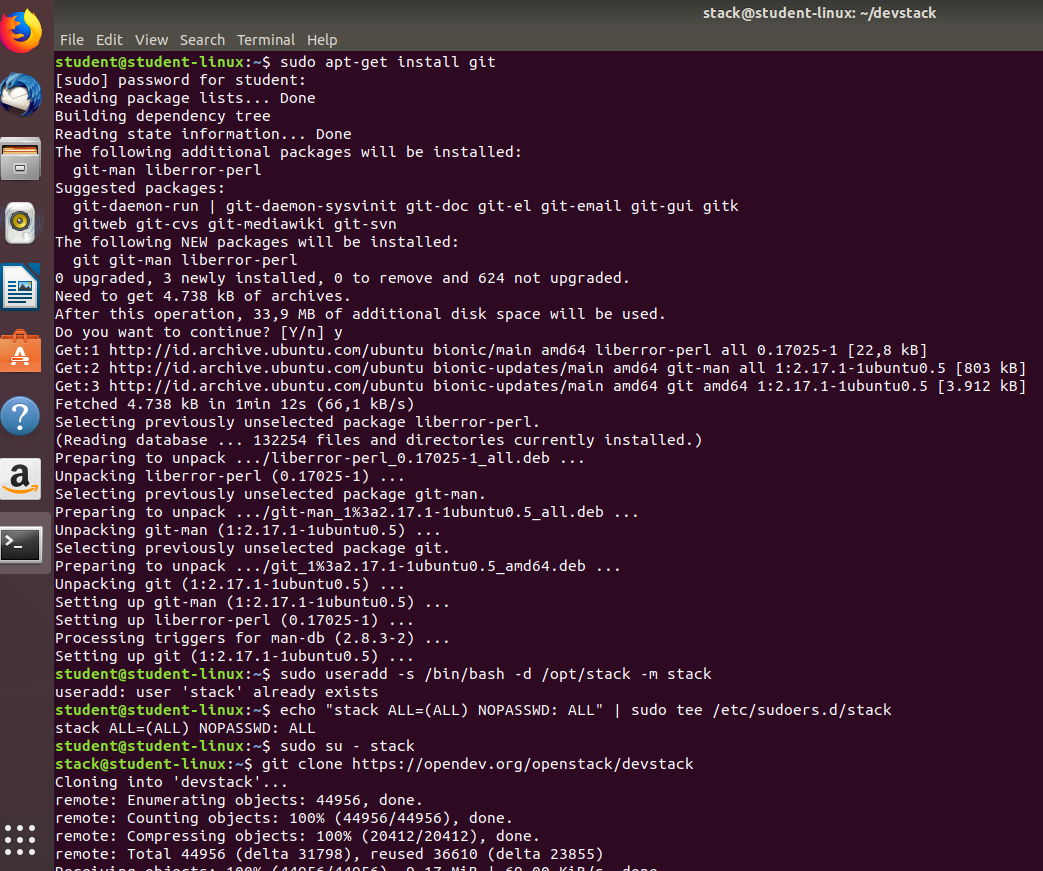 stack@student-linux: ~/devstack
File Edit View Search Terminal Help
student@student-linux:~$ sudo apt-get install git
[sudo] password for student:
Reading package lists... Done
Building dependency tree
Reading state information... Done
The following additional packages will be installed:
  git-man liberror-perl
Suggested packages:
  git-daemon-run | git-daemon-sysvinit git-doc git-el git-email git-gui gitk
  gitweb git-cvs git-mediawiki git-svn
The following NEW packages will be installed:
  git git-man liberror-perl
0 upgraded, 3 newly installed, 0 to remove and 624 not upgraded.
Need to get 4.738 kB of archives.
After this operation, 33,9 MB of additional disk space will be used.
Do you want to continue? [Y/n] y
Get:1 http://id.archive.ubuntu.com/ubuntu bionic/main amd64 liberror-perl all 0.17025-1 [22,8 kB]
Get:2 http://id.archive.ubuntu.com/ubuntu bionic-updates/main amd64 git-man all 1:2.17.1-1ubuntu0.5 [803 kB]
Get:3 http://id.archive.ubuntu.com/ubuntu bionic-updates/main amd64 git amd64 1:2.17.1-1ubuntu0.5 [3.912 kB]
Fetched 4.738 kB in 1min 12s (66,1 kB/s)
Selecting previously unselected package liberror-perl.
(Reading database ... 132254 files and directories currently installed.)
Preparing to unpack .../liberror-perl_0.17025-1_all.deb ...
Unpacking liberror-perl (0.17025-1) ...
Selecting previously unselected package git-man.
Preparing to unpack .../git-man_1%3a2.17.1-1ubuntu0.5_all.deb ...
Unpacking git-man (1:2.17.1-1ubuntu0.5) ...
Selecting previously unselected package git.
Preparing to unpack .../git_1%3a2.17.1-1ubuntu0.5_amd64.deb ...
Unpacking git (1:2.17.1-1ubuntu0.5) ...
Setting up git-man (1:2.17.1-1ubuntu0.5) ...
Setting up liberror-perl (0.17025-1) ...
Processing triggers for man-db (2.8.3-2) ...
Setting up git (1:2.17.1-1ubuntu0.5) ...
student@student-linux:~$ sudo useradd -s /bin/bash -d /opt/stack -m stack
useradd: user 'stack' already exists
student@student-linux:~$ echo "stack ALL=(ALL) NOPASSWD: ALL" | sudo tee /etc/sudoers.d/stack
stack ALL=(ALL) NOPASSWD: ALL
student@student-linux:~$ sudo su - stack
stack@student-linux:~$ git clone https://opendev.org/openstack/devstack
Cloning into 'devstack'...
remote: Enumerating objects: 44956, done.
remote: Counting objects: 100% (44956/44956), done.
remote: Compressing objects: 100% (20412/20412), done.
remote: Total 44956 (delta 31798), reused 36610 (delta 23855)
Receiving objects: 100% (44956/44956), 9.17 MiB | 69.00 KiB/s, done.